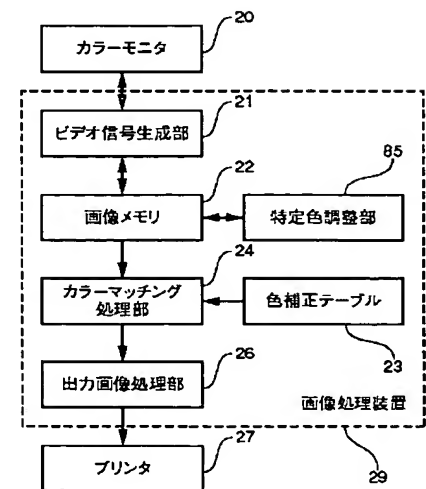 カラーモニタ
20
ビデオ信号生成部
21
画像メモリ
22
特定色調整部
85
カラーマッチング
処理部
24
色補正テーブル
23
出力画像処理部
26
画像処理装置
29
プリンタ
27